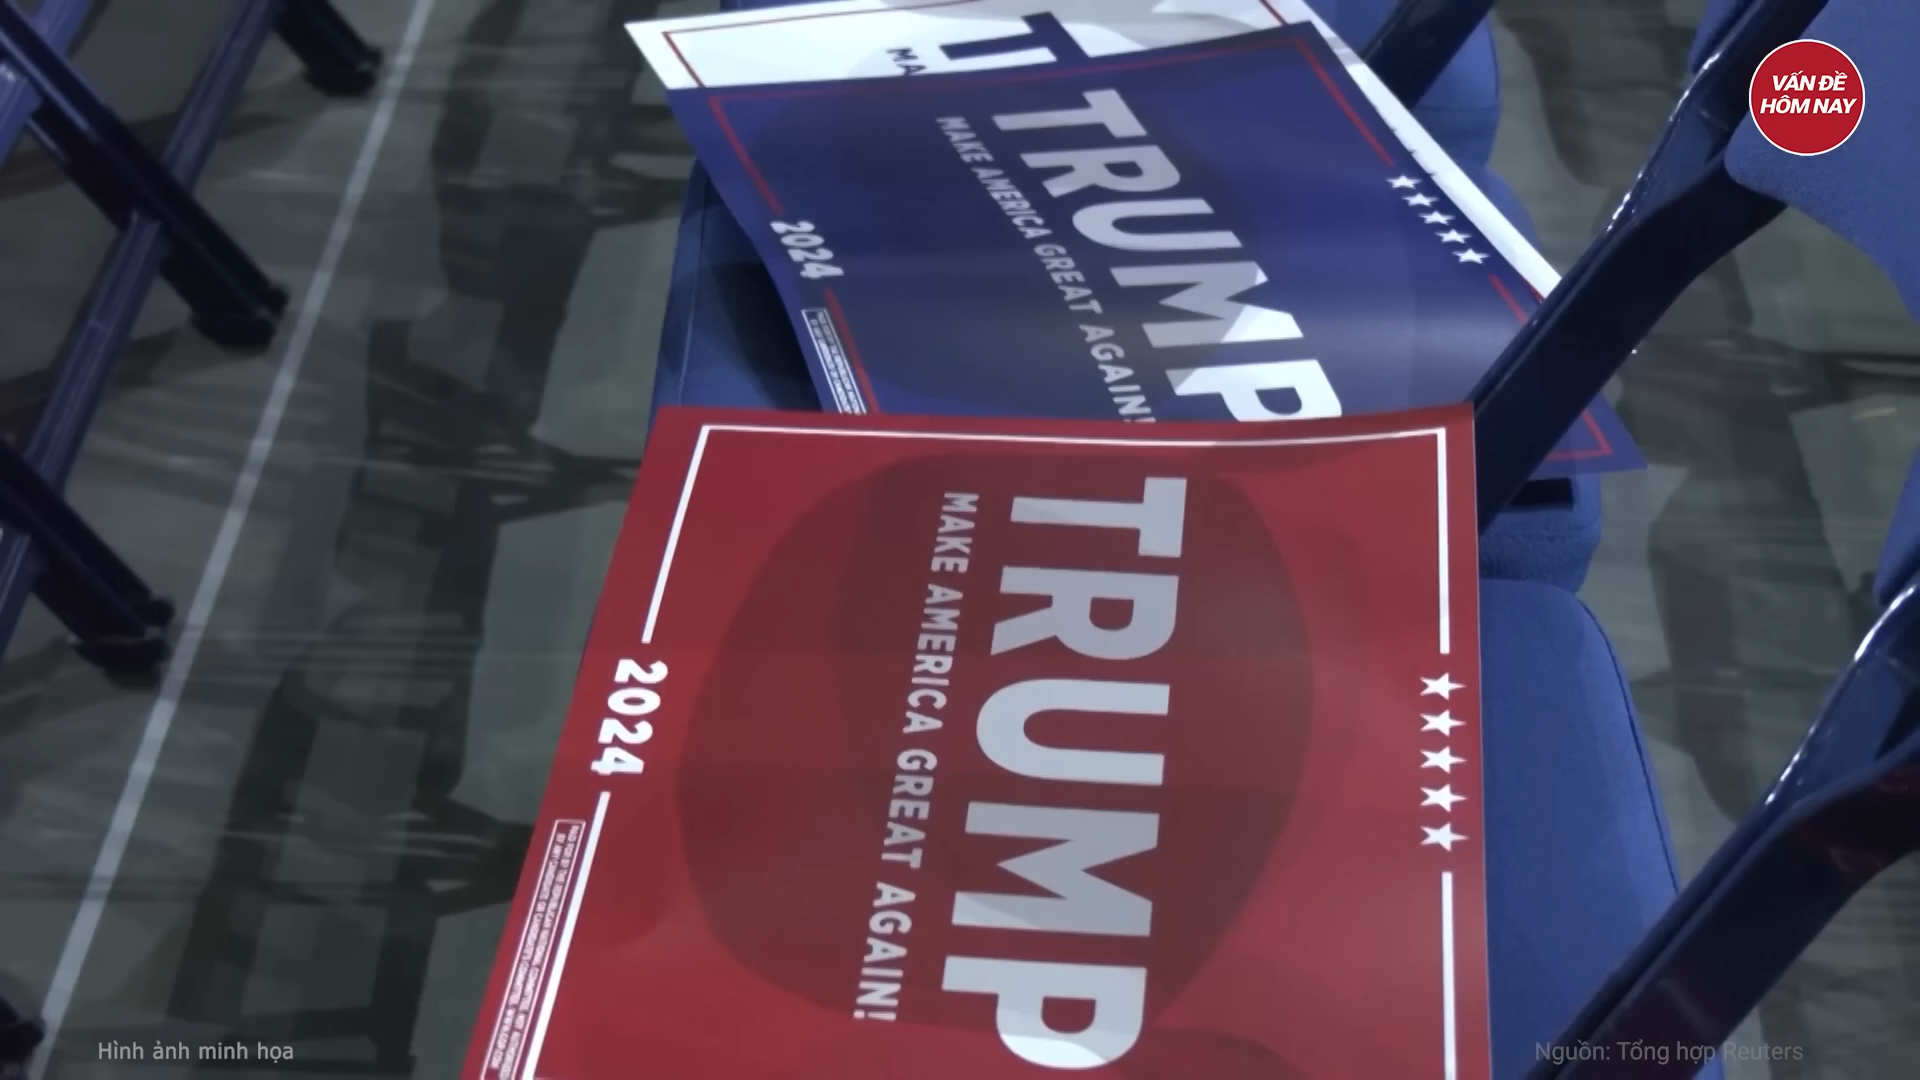 VẤN ĐỀ
HÔM NAY
MA
TRUMP
MAKE AMERICA GREAT AGAIN!
2024
TRUMP
MAKE AMERICA GREAT AGAIN!
2024
Hình ảnh minh họa
Nguồn: Tổng hợp Reuters